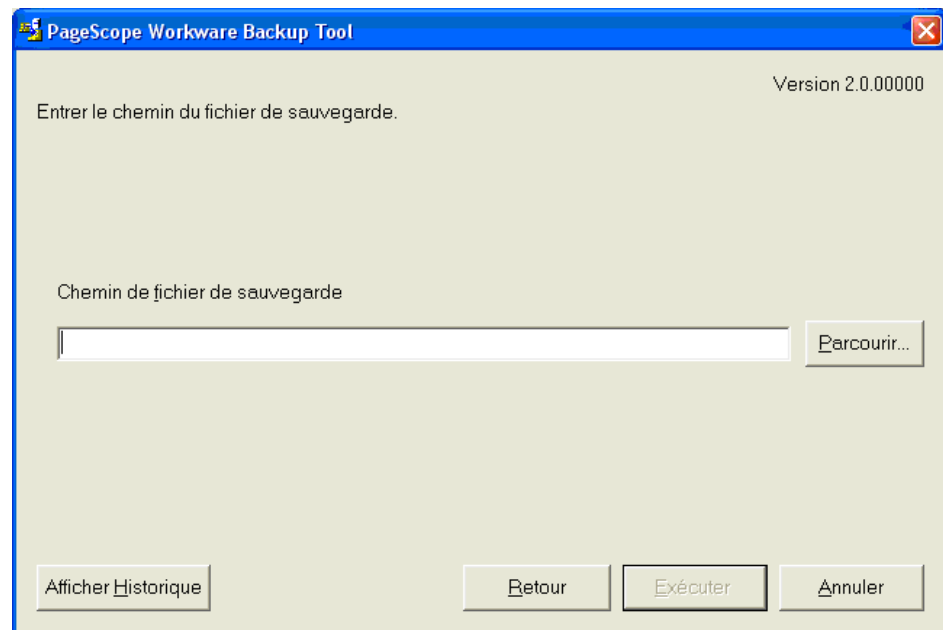 PageScope Workware Backup Tool
Version 2.0.00000
Entrer le chemin du fichier de sauvegarde.
Chemin de fichier de sauvegarde
Parcourir...
Afficher Historique
Retour
Exécuter
Annuler